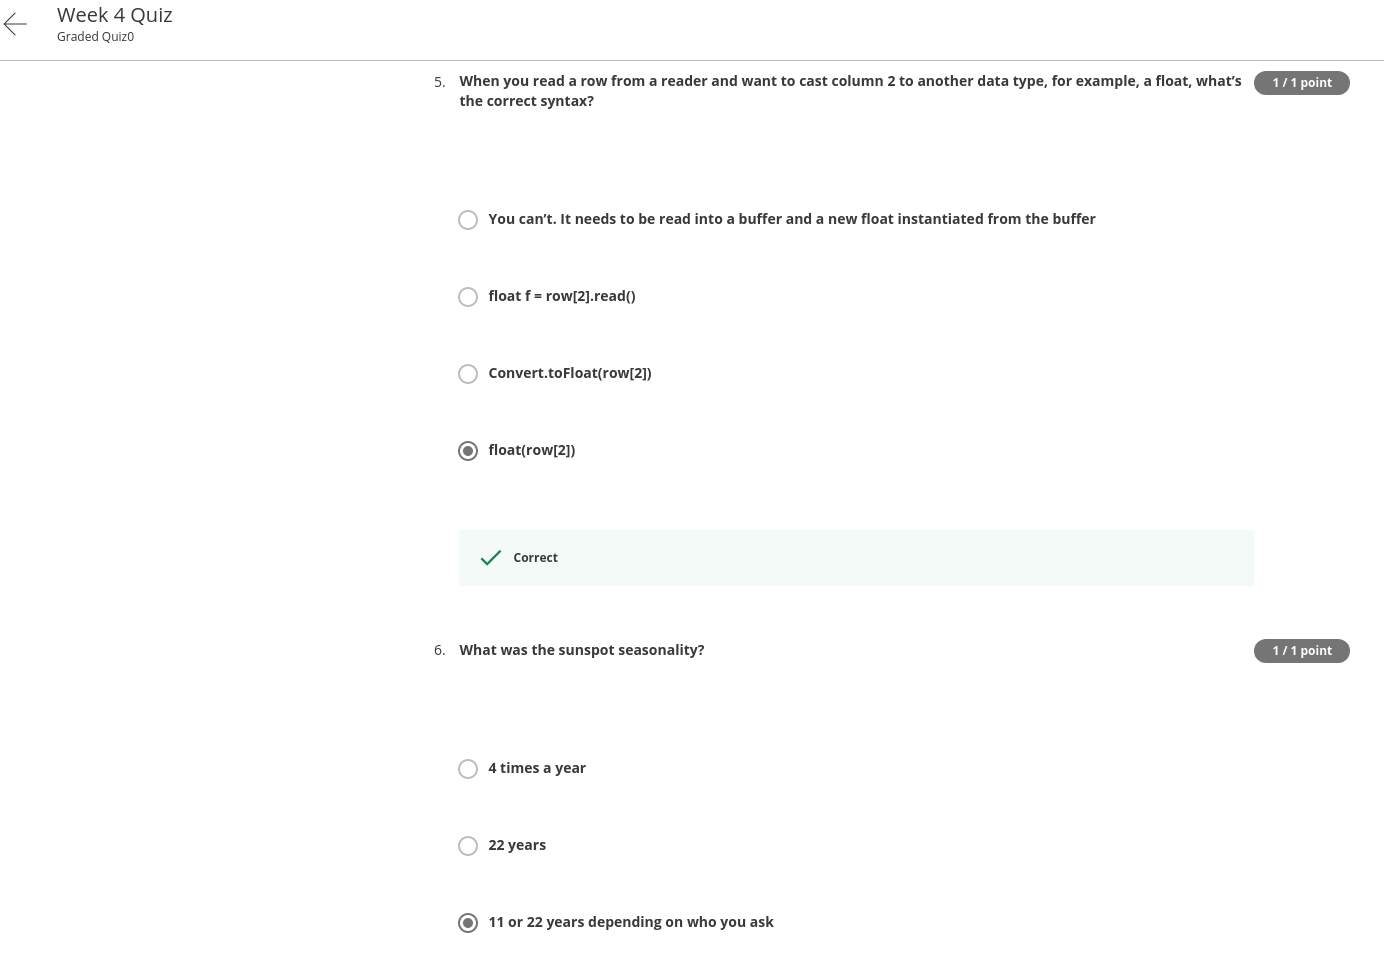 Week 4 Quiz
Graded Quiz0
5. When you read a row from a reader and want to cast column 2 to another data type, for example, a float, what’s
the correct syntax?
1 / 1 point
You can’t. It needs to be read into a buffer and a new float instantiated from the buffer
float f = row[2].read()
Convert.toFloat(row[2])
float(row[2])
Correct
6. What was the sunspot seasonality?
1 / 1 point
4 times a year
22 years
11 or 22 years depending on who you ask